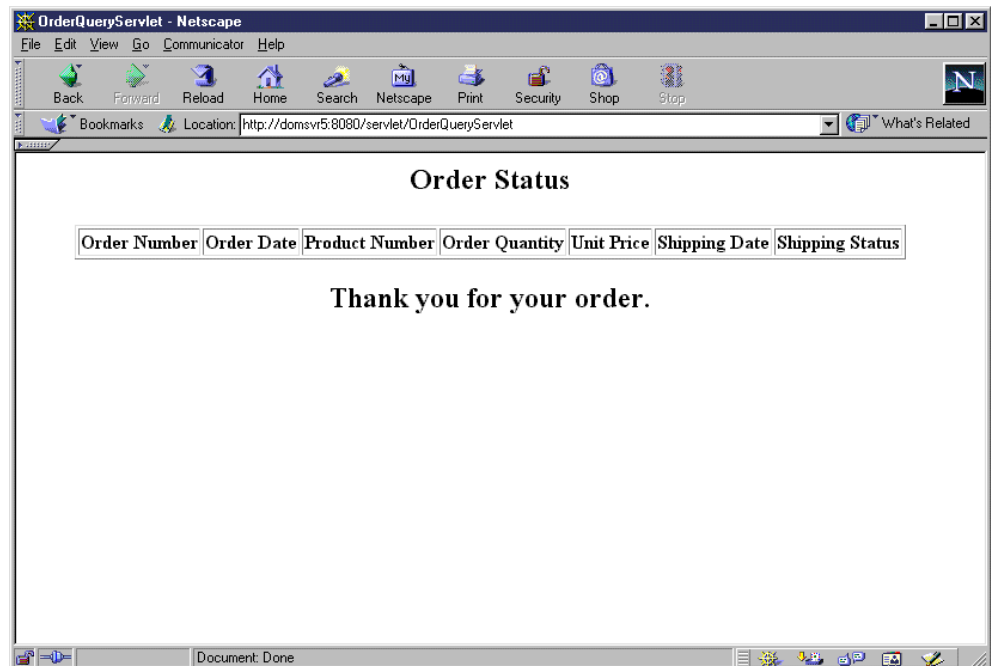 OrderQueryServlet - Netscape
File Edit View Go Communicator Help
Back Forward Reload Home Search Netscape Print Security Shop Stop
My
N
Bookmarks Location: http://domsvr5:8080/servlet/OrderQueryServlet What's Related
Order Status
Order Number Order Date Product Number Order Quantity Unit Price Shipping Date Shipping Status
Thank you for your order.
Document: Done